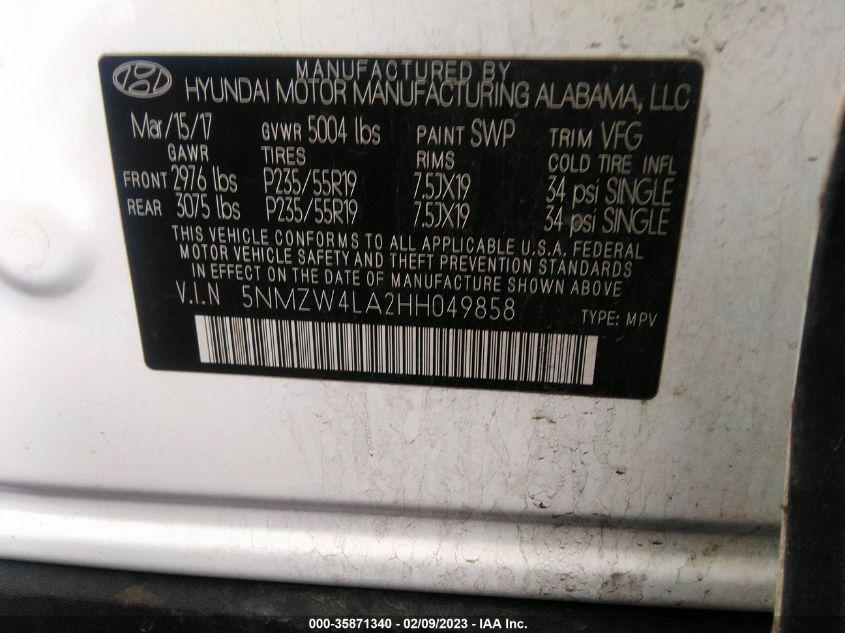 MANUFACTURED BY
HYUNDAI MOTOR MANUFACTURING ALABAMA, LLC
Mar/15/17 GVWR 5004 lbs PAINT SWP TRIM VFG
GAWR TIRES RIMS COLD TIRE INFL
FRONT 2976 lbs P235/55R19 7.5JX19 34 psi SINGLE
REAR 3075 lbs P235/55R19 7.5JX19 34 psi SINGLE
THIS VEHICLE CONFORMS TO ALL APPLICABLE U.S.A. FEDERAL
MOTOR VEHICLE SAFETY AND THEFT PREVENTION STANDARDS
IN EFFECT ON THE DATE OF MANUFACTURE SHOWN ABOVE
V.I.N 5NMZW4LA2HH049858 TYPE: MPV
000-35871340 - 02/09/2023 - IAA Inc.